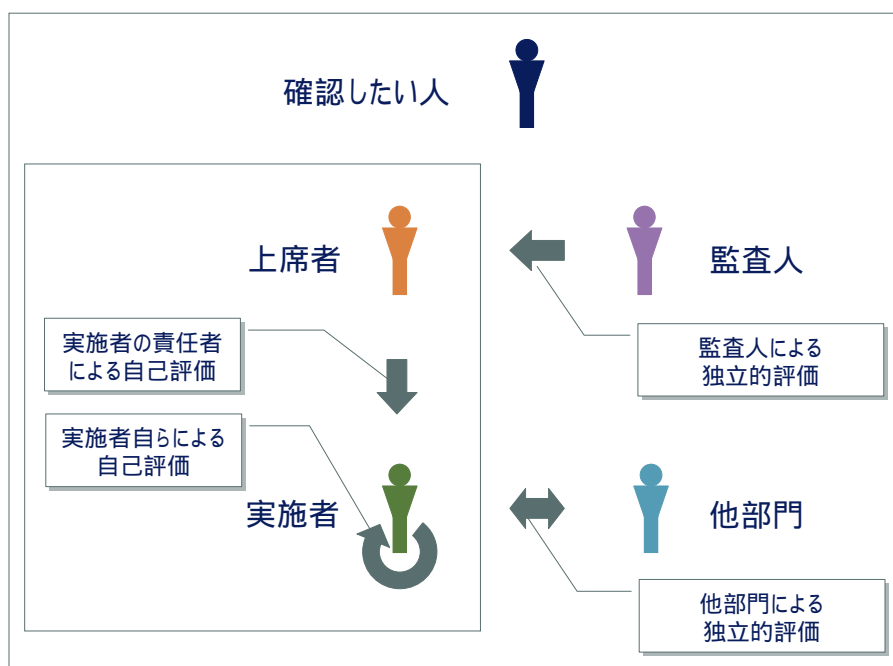 確認したい人
上席者
監査人
実施者の責任者
による自己評価
監査人による
独立的評価
実施者自らによる
自己評価
実施者
他部門
他部門による
独立的評価